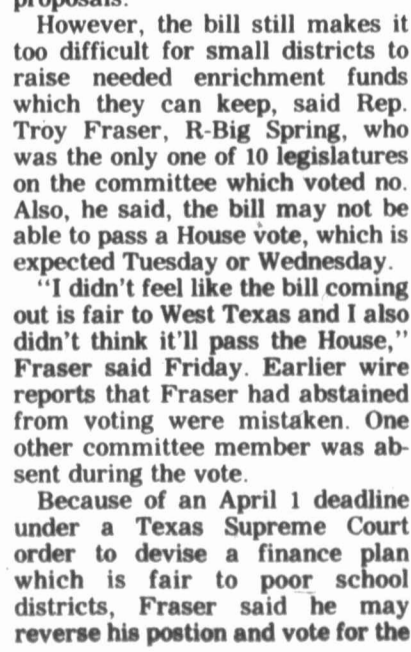 proposals.
However, the bill still makes it
too difficult for small districts to
raise needed enrichment funds
which they can keep, said Rep.
Troy Fraser, R-Big Spring, who
was the only one of 10 legislatures
on the committee which voted no.
Also, he said, the bill may not be
able to pass a House vote, which is
expected Tuesday or Wednesday.
"I didn't feel like the bill coming
out is fair to West Texas and I also
didn't think it'll pass the House,"
Fraser said Friday. Earlier wire
reports that Fraser had abstained
from voting were mistaken. One
other committee member was ab-
sent during the vote.
Because of an April 1 deadline
under a Texas Supreme Court
order to devise a finance plan
which is fair to poor school
districts, Fraser said he may
reverse his postion and vote for the